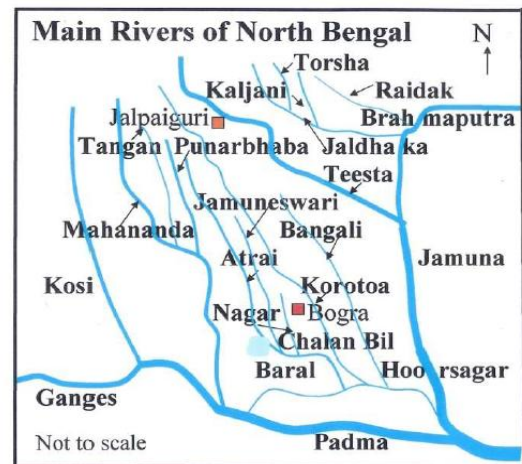 Main Rivers of North Bengal
N
Torsha
Kaljani
Raidak
Jalpaiguri
Brahmaputra
Tangan Punarbhaba
Jaldhaka
Teesta
Jamuneswari
Mahananda
Bangali
Atrai
Jamuna
Kosi
Korotoa
Nagar
Bogra
Chalan Bil
Baral
Hoorsagar
Ganges
Not to scale
Padma